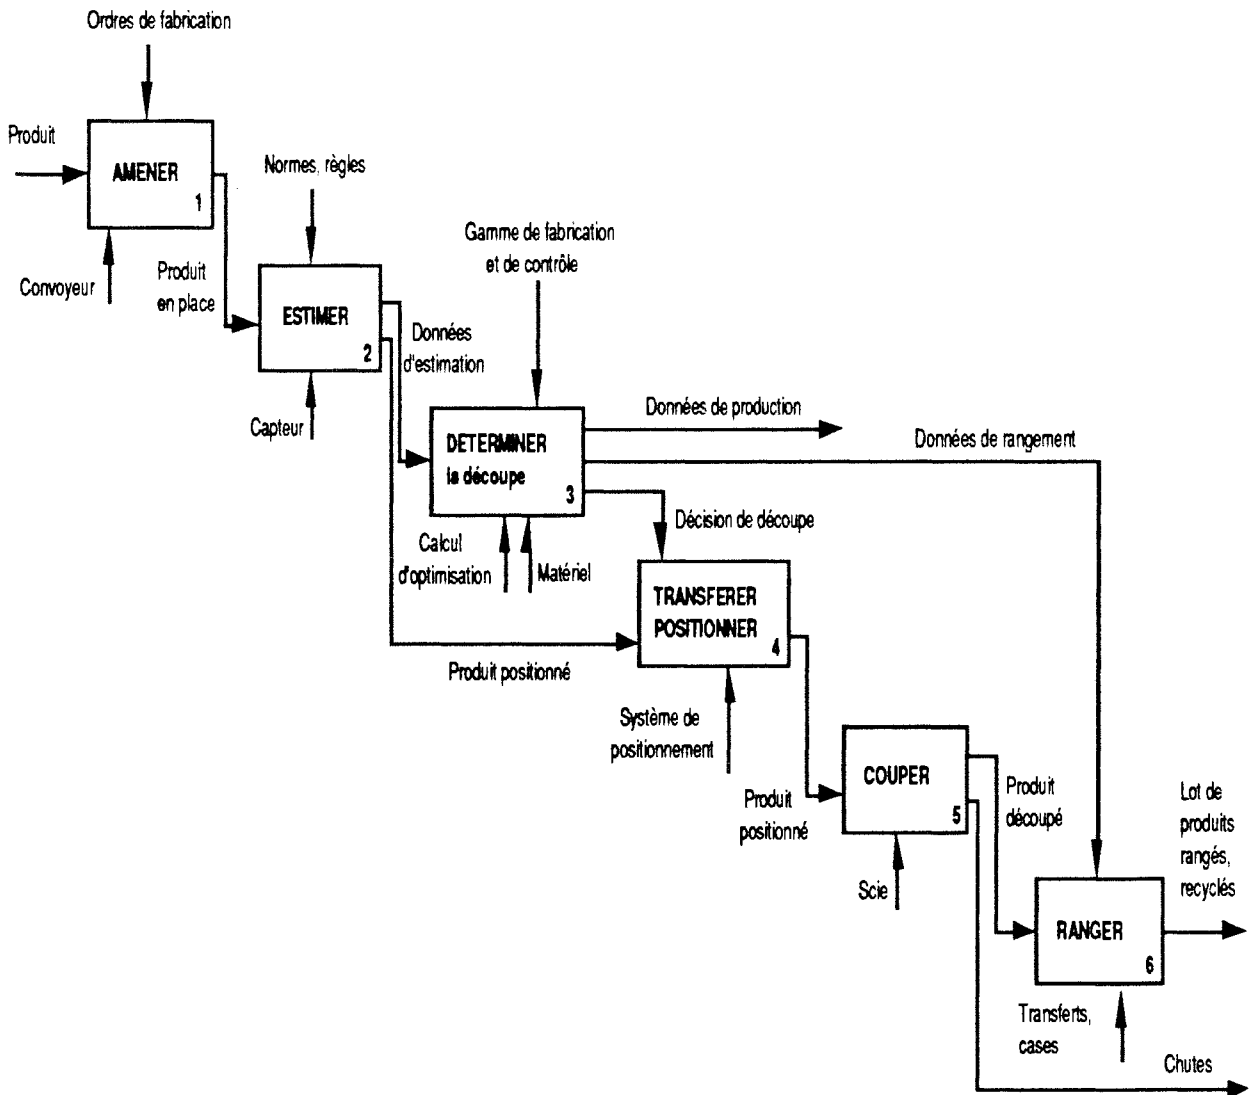 Ordres de fabrication
Produit
AMENER
1
Convoyeur
Produit
en place
Normes, règles
ESTIMER
2
Capteur
Données
d'estimation
Gamme de fabrication
et de contrôle
DETERMINER
la découpe
3
Calcul
d'optimisation
Matériel
Données de production
Données de rangement
Décision de découpe
TRANSFERER
POSITIONNER
4
Produit positionné
Système de
positionnement
Produit
positionné
COUPER
5
Scie
Produit
découpé
Lot de
produits
rangés,
recyclés
RANGER
6
Transferts,
cases
Chutes